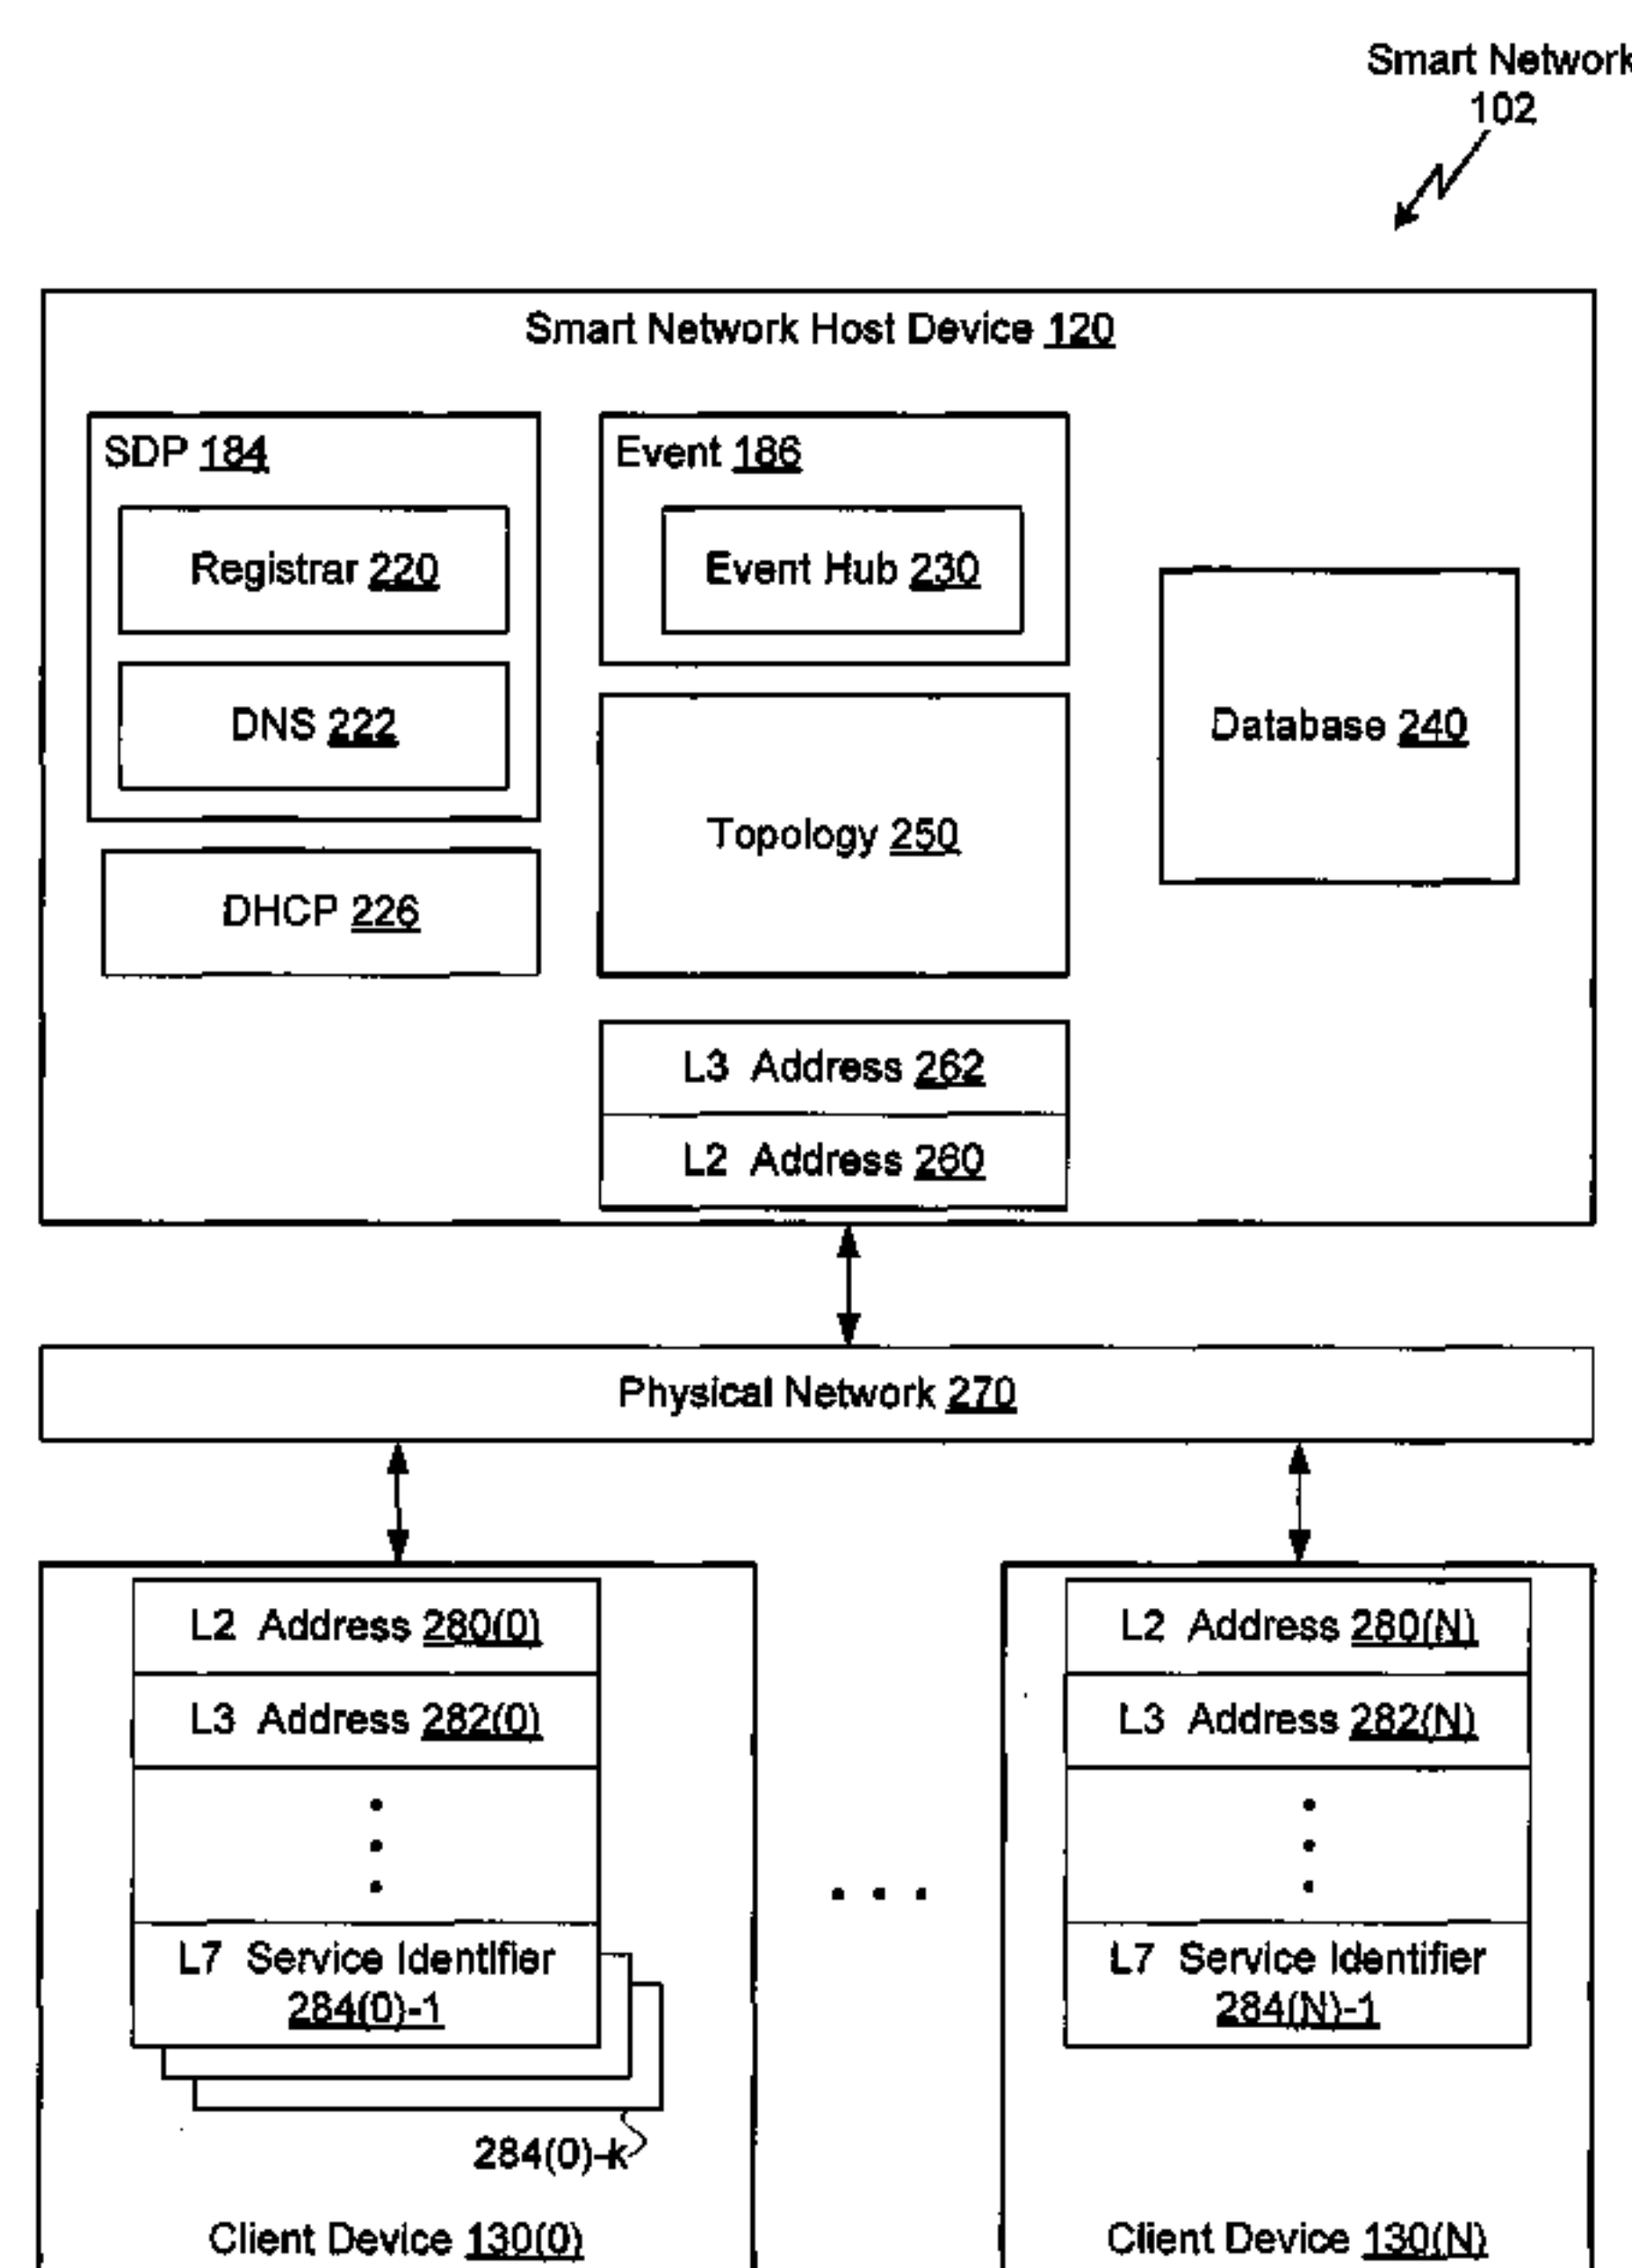 Smart Network
102
Smart Network Host Device 120
SDP 184
Registrar 220
DNS 222
DHCP 226
Event 186
Event Hub 230
Topology 250
Database 240
L3 Address 262
L2 Address 260
Physical Network 270
L2 Address 280(0)
L3 Address 282(0)
L7 Service Identifier
284(0)-1
284(0)-k
Client Device 130(0)
L2 Address 280(N)
L3 Address 282(N)
L7 Service Identifier
284(N)-1
Client Device 130(N)